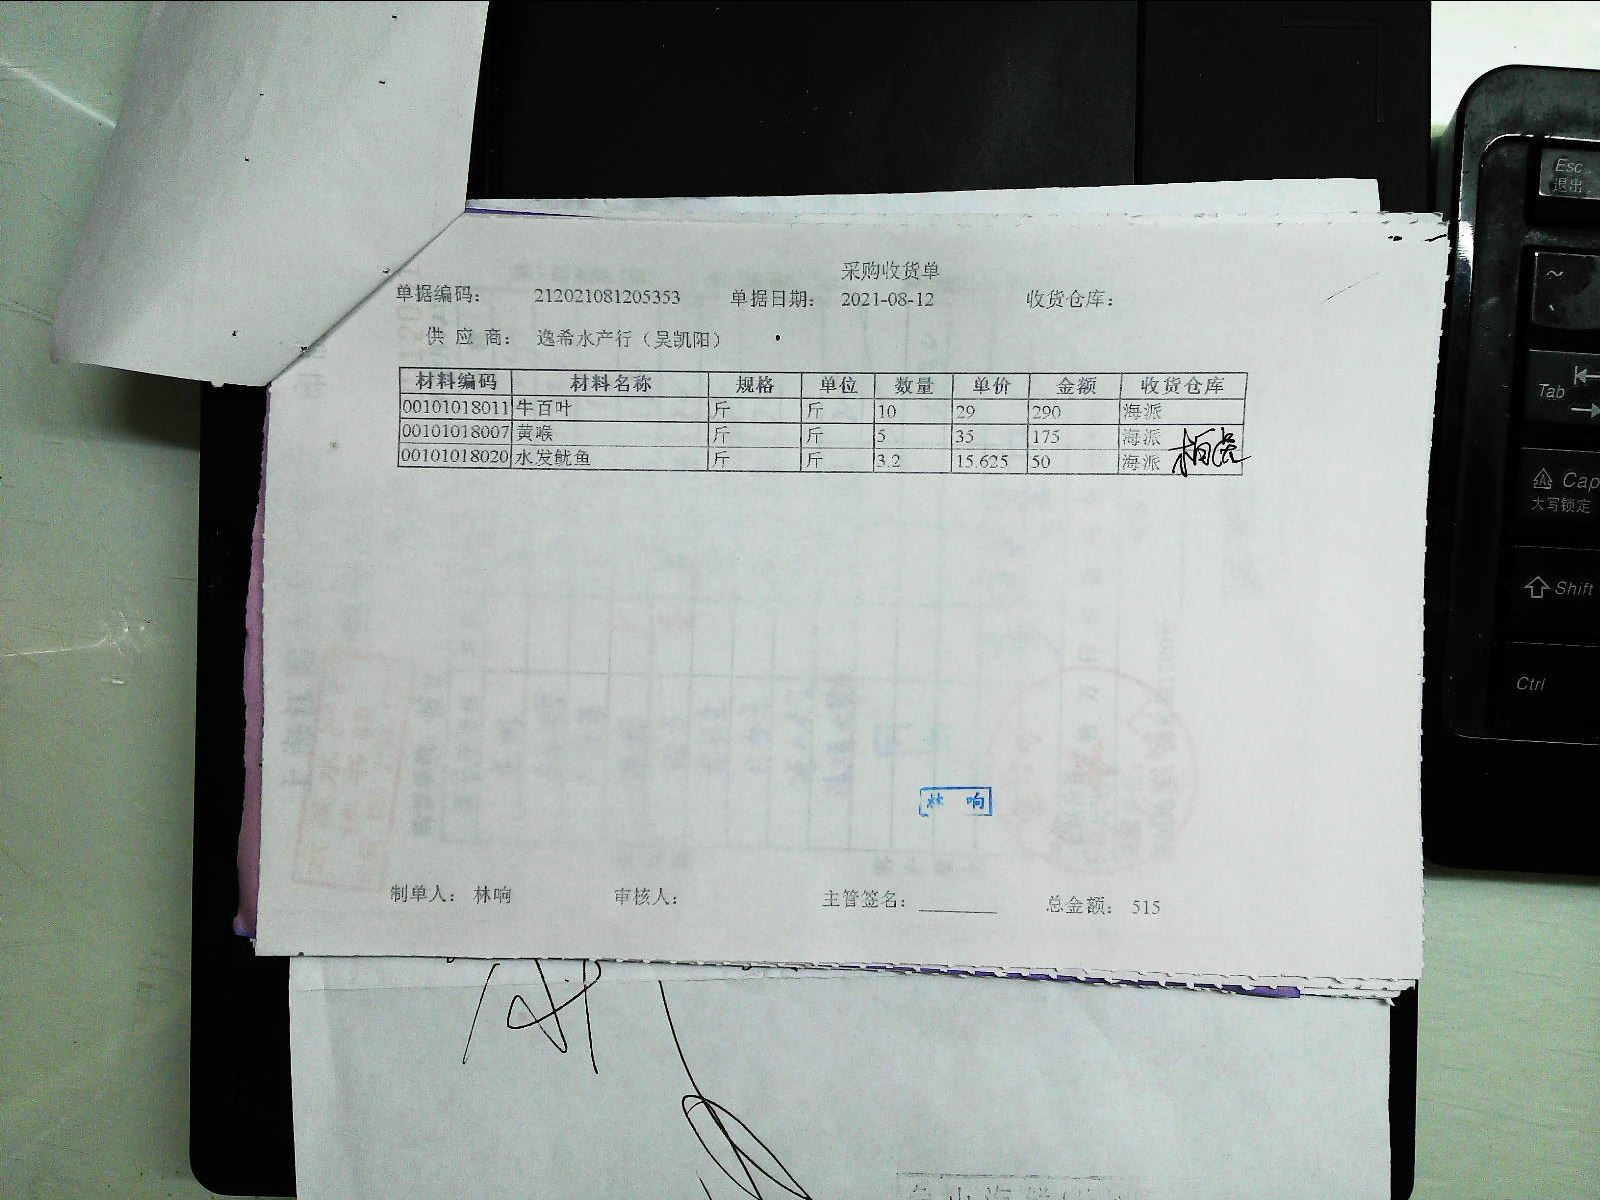 采购收货单
单据编码： 212021081205353 单据日期： 2021-08-12 收货仓库：
供 应 商： 逸希水产行（吴凯阳）
材料编码 材料名称 规格 单位 数量 单价 金额 收货仓库
00101018011 牛百叶 斤 斤 10 29 290 海派
00101018007 黄喉 斤 斤 5 35 175 海派
00101018020 水发鱿鱼 斤 斤 3.2 15.625 50 海派
林 响
制单人： 林响 审核人： 主管签名： 总金额： 515
Esc
退出
~
Tab
Cap
大写锁定
Shift
Ctrl